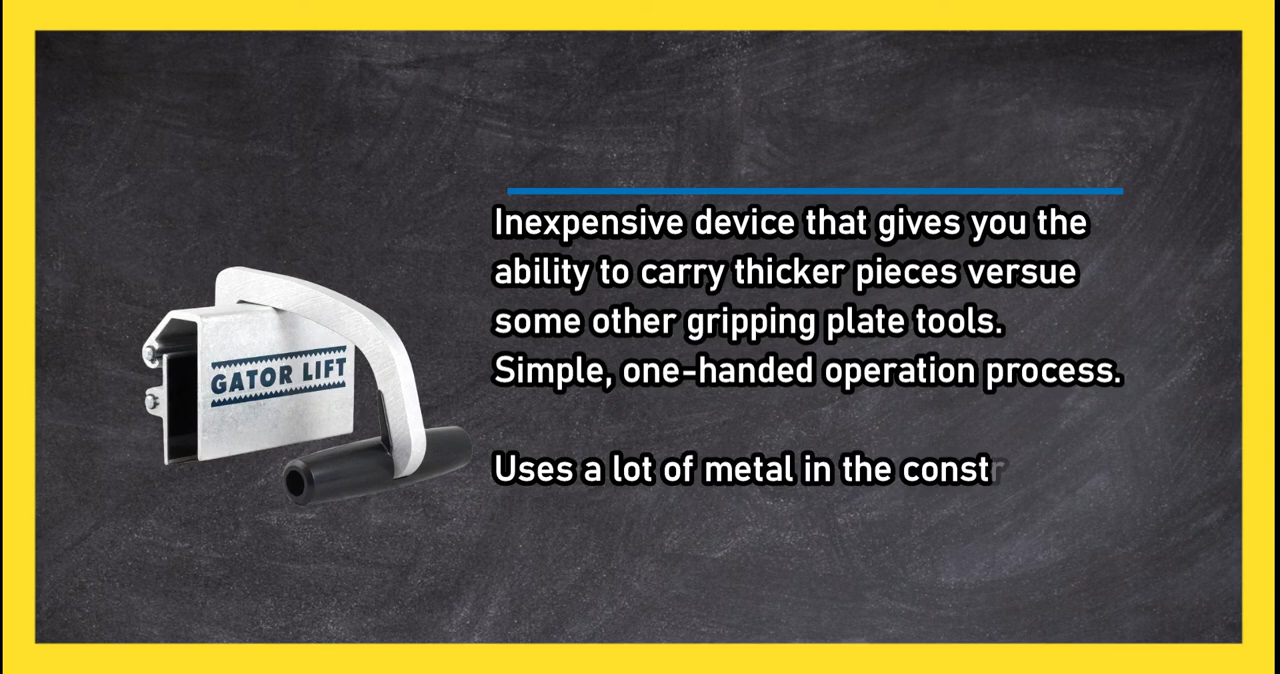 GATOR LIFT
Inexpensive device that gives you the
ability to carry thicker pieces versue
some other gripping plate tools.
Simple, one-handed operation process.
Uses a lot of metal in the constr